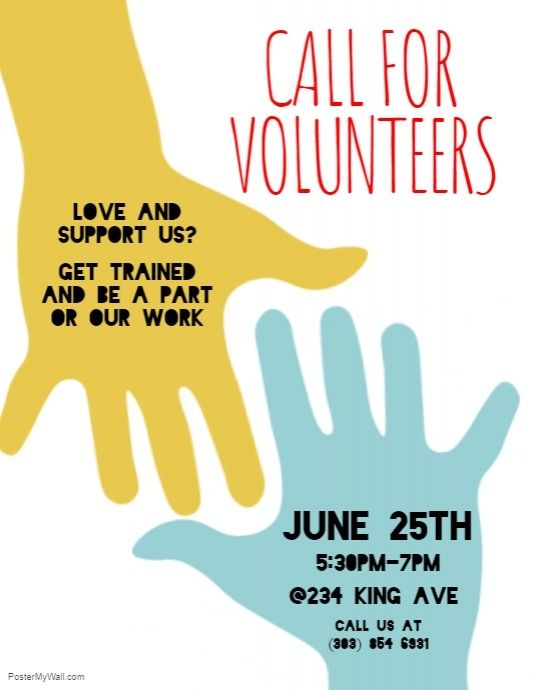 CALL FOR
VOLUNTEERS
LOVE AND
SUPPORT US?
GET TRAINED
AND BE A PART
OR OUR WORK
JUNE 25TH
5:30PM-7PM
@234 KING AVE
CALL US AT
(303) 854 6931
PosterMyWall.com